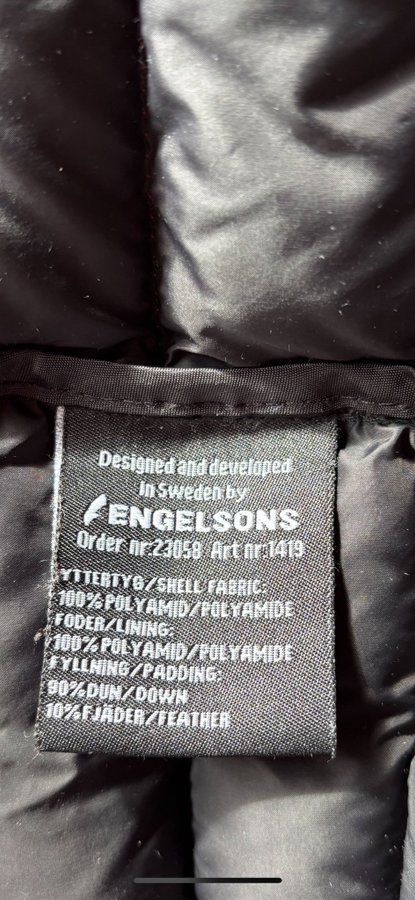 Designed and developed
in Sweden by
ENGELSONS
Order nr:23058 Art nr:1419
YTTERTYG/SHELL FABRIC:
100% POLYAMID/POLYAMIDE
FODER/LINING:
100% POLYAMID/POLYAMIDE
FYLLNING/PADDING:
90% DUN/DOWN
10% FJÄDER/FEATHER